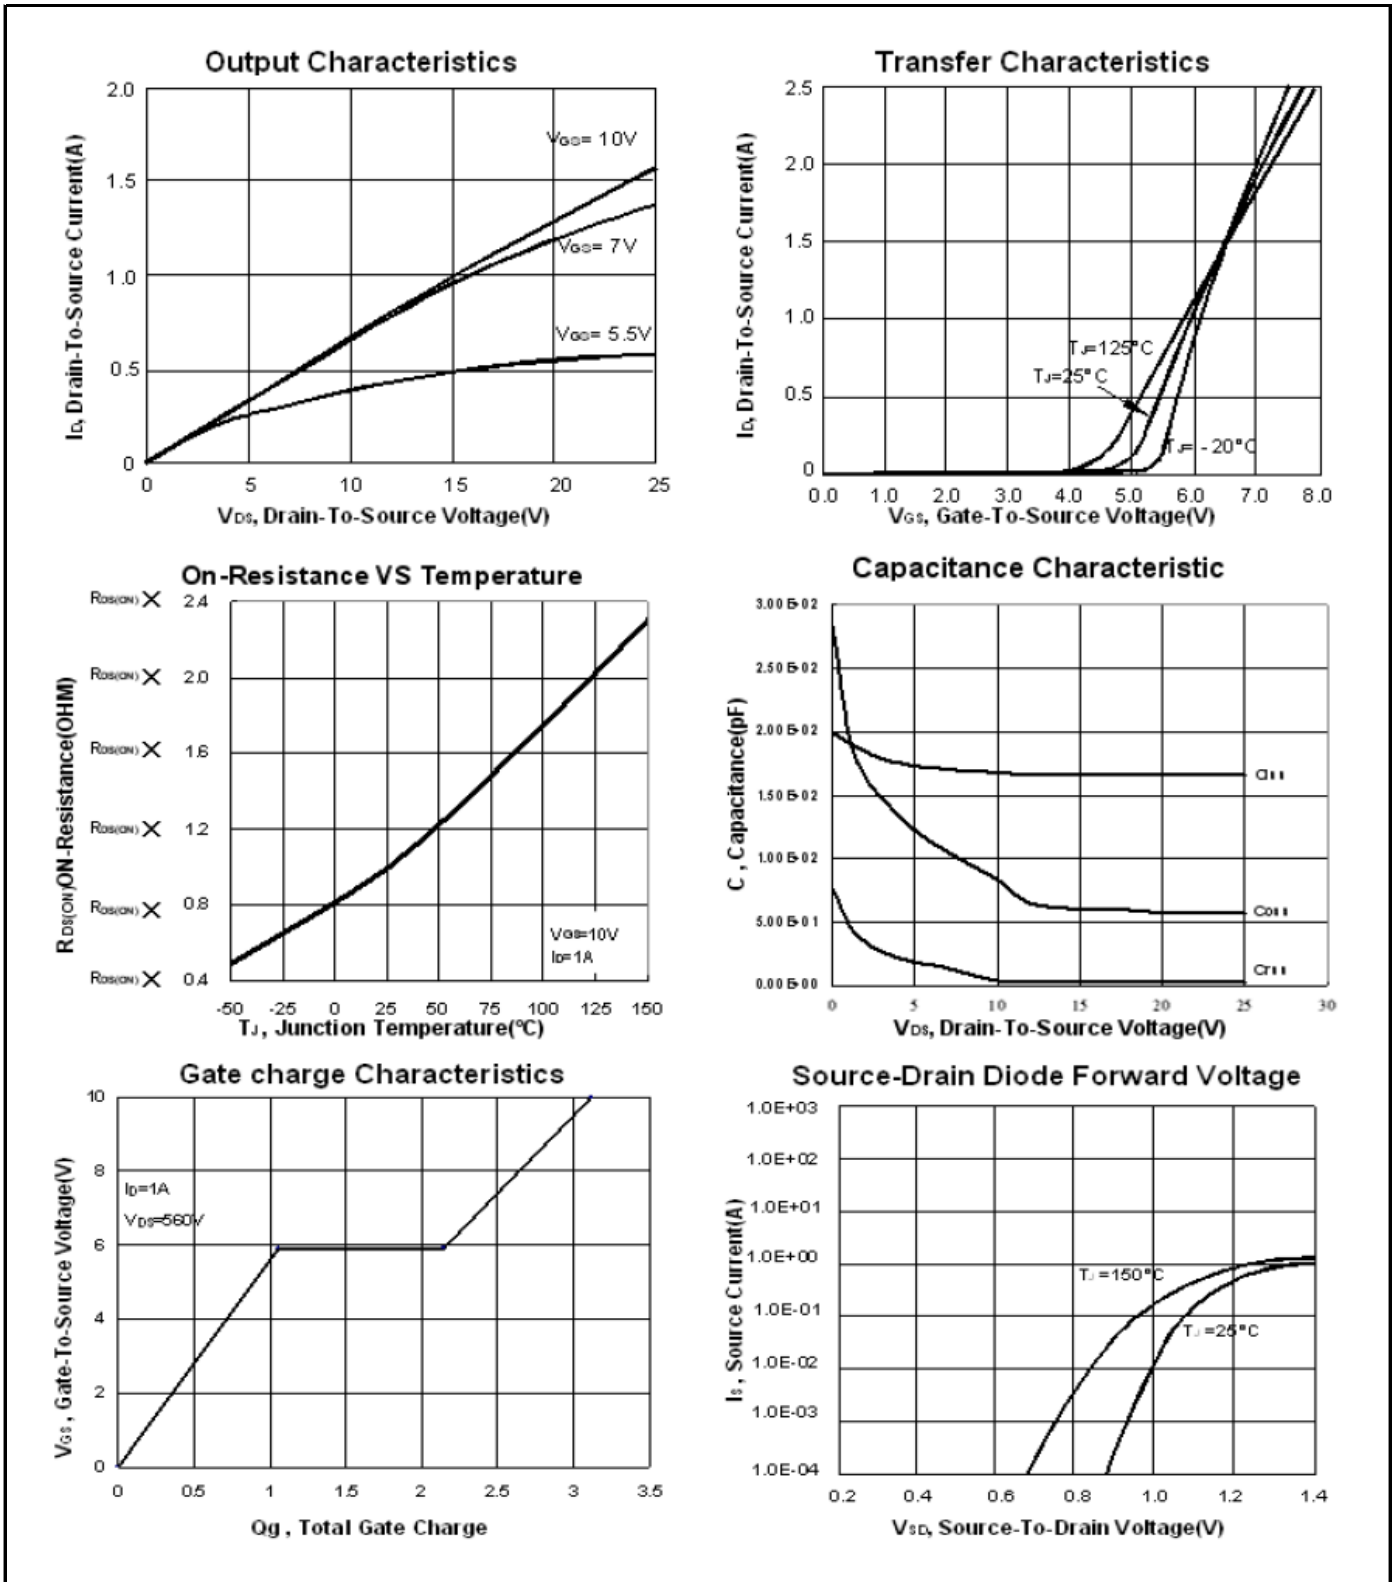 Output Characteristics
ID, Drain-To-Source Current(A)
2.0
1.5
1.0
0.5
0
VGS= 10V
VGS= 7V
VGS= 5.5V
0 5 10 15 20 25
VDS, Drain-To-Source Voltage(V)
Transfer Characteristics
ID, Drain-To-Source Current(A)
2.5
2.0
1.5
1.0
0.5
0
TJ=125°C
TJ=25°C
TJ= -20°C
0.0 1.0 2.0 3.0 4.0 5.0 6.0 7.0 8.0
VGS, Gate-To-Source Voltage(V)
On-Resistance VS Temperature
RDS(ON)ON-Resistance(OHM)
RDS(ON) X 2.4
RDS(ON) X 2.0
RDS(ON) X 1.6
RDS(ON) X 1.2
RDS(ON) X 0.8
RDS(ON) X 0.4
VGS=10V
ID=1A
-50 -25 0 25 50 75 100 125 150
TJ, Junction Temperature(°C)
Capacitance Characteristic
C, Capacitance(pF)
3.00E-02
2.50E-02
2.00E-02
1.50E-02
1.00E-02
5.00E-01
0.00E-00
Ciss
Coss
Crss
0 5 10 15 20 25 30
VDS, Drain-To-Source Voltage(V)
Gate charge Characteristics
VGS, Gate-To-Source Voltage(V)
10
8
6
4
2
0
ID=1A
VDS=560V
0 0.5 1 1.5 2 2.5 3 3.5
Qg, Total Gate Charge
Source-Drain Diode Forward Voltage
IS, Source Current(A)
1.0E+03
1.0E+02
1.0E+01
1.0E+00
1.0E-01
1.0E-02
1.0E-03
1.0E-04
TJ=150°C
TJ=25°C
0.2 0.4 0.6 0.8 1.0 1.2 1.4
VSD, Source-To-Drain Voltage(V)